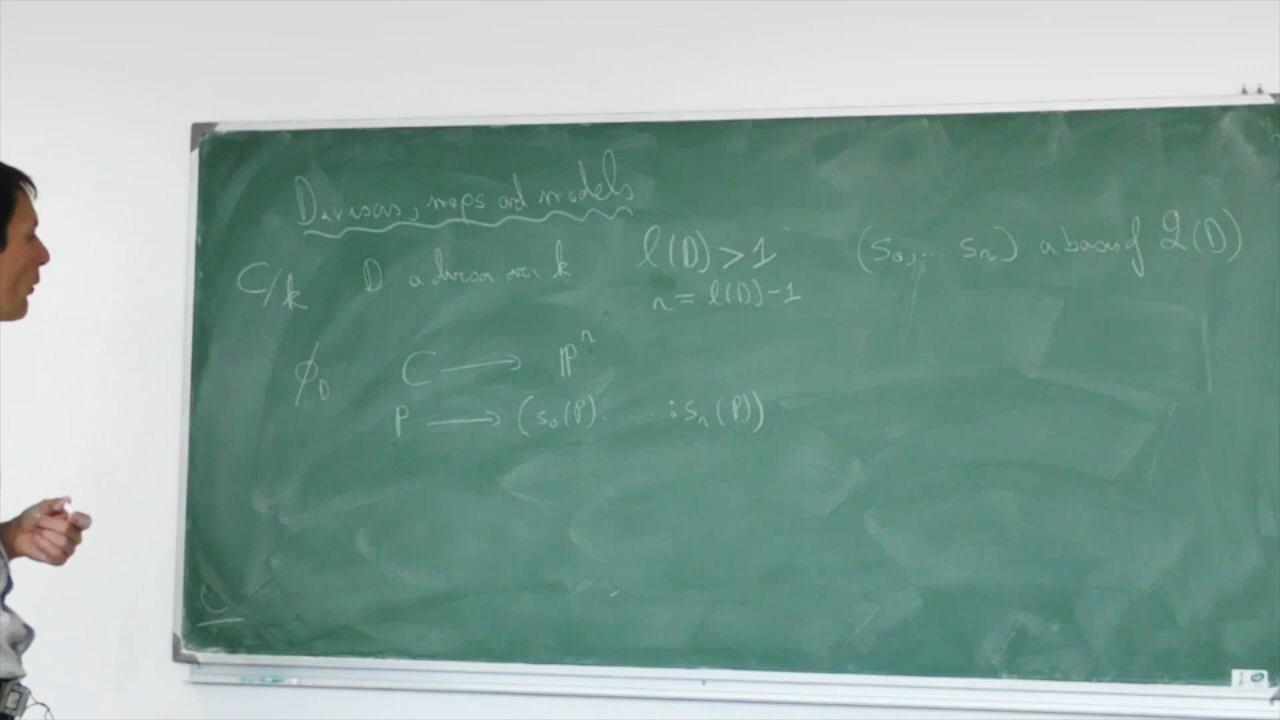 Divisors, maps and models
C/k D a divisor over k l(D) > 1 (s₀, ... sₙ) a basis of L(D)
n = l(D) - 1
ϕ_D C ⟶ ℙⁿ
P ⟶ (s₀(P). ..... : sₙ(P))